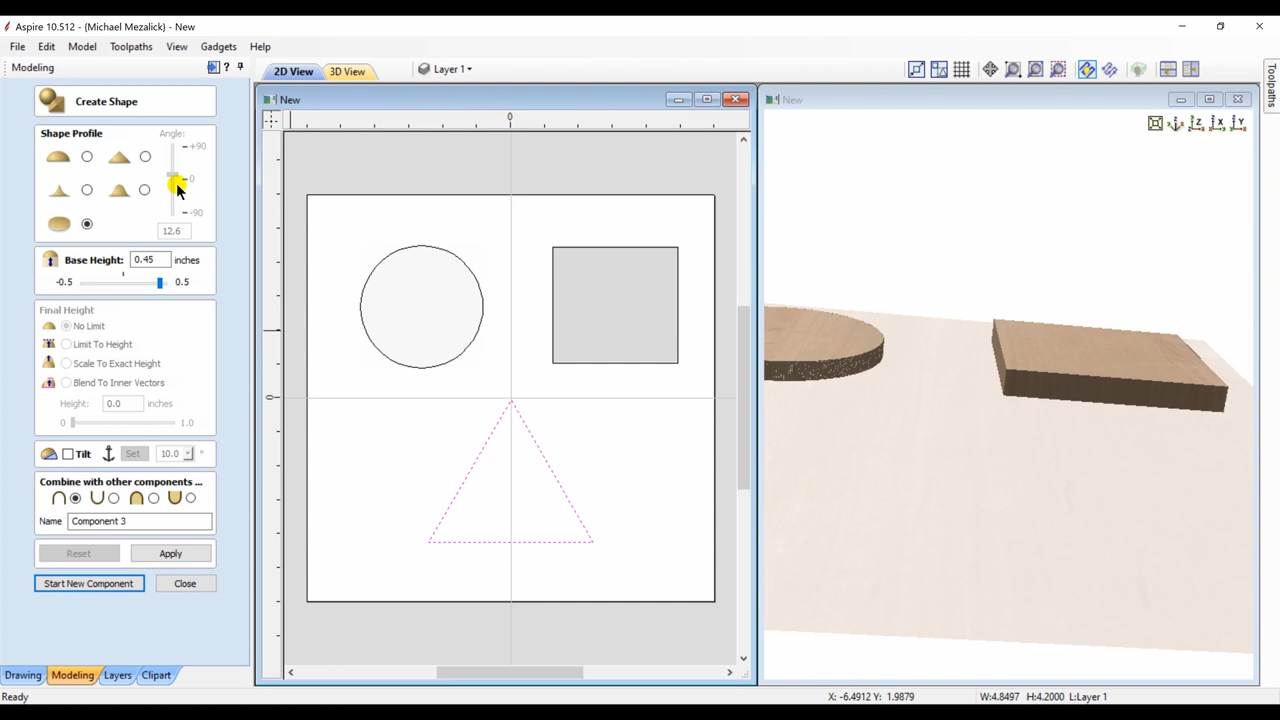 Aspire 10.512 - {Michael Mezalick} - New
File Edit Model Toolpaths View Gadgets Help
Modeling ?
2D View 3D View Layer 1
Toolpaths
Create Shape
New
New
Z X Y
0
Shape Profile Angle:
+90
0
-90
12.6
Base Height: 0.45 inches
-0.5 0.5
Final Height
No Limit
Limit To Height
Scale To Exact Height
Blend To Inner Vectors
Height: 0.0 inches
0 1.0
0
Tilt Set 10.0 °
Combine with other components ...
Name Component 3
Reset Apply
Start New Component Close
Drawing Modeling Layers Clipart
Ready X: -6.4912 Y: 1.9879 W:4.8497 H:4.2000 L:Layer 1